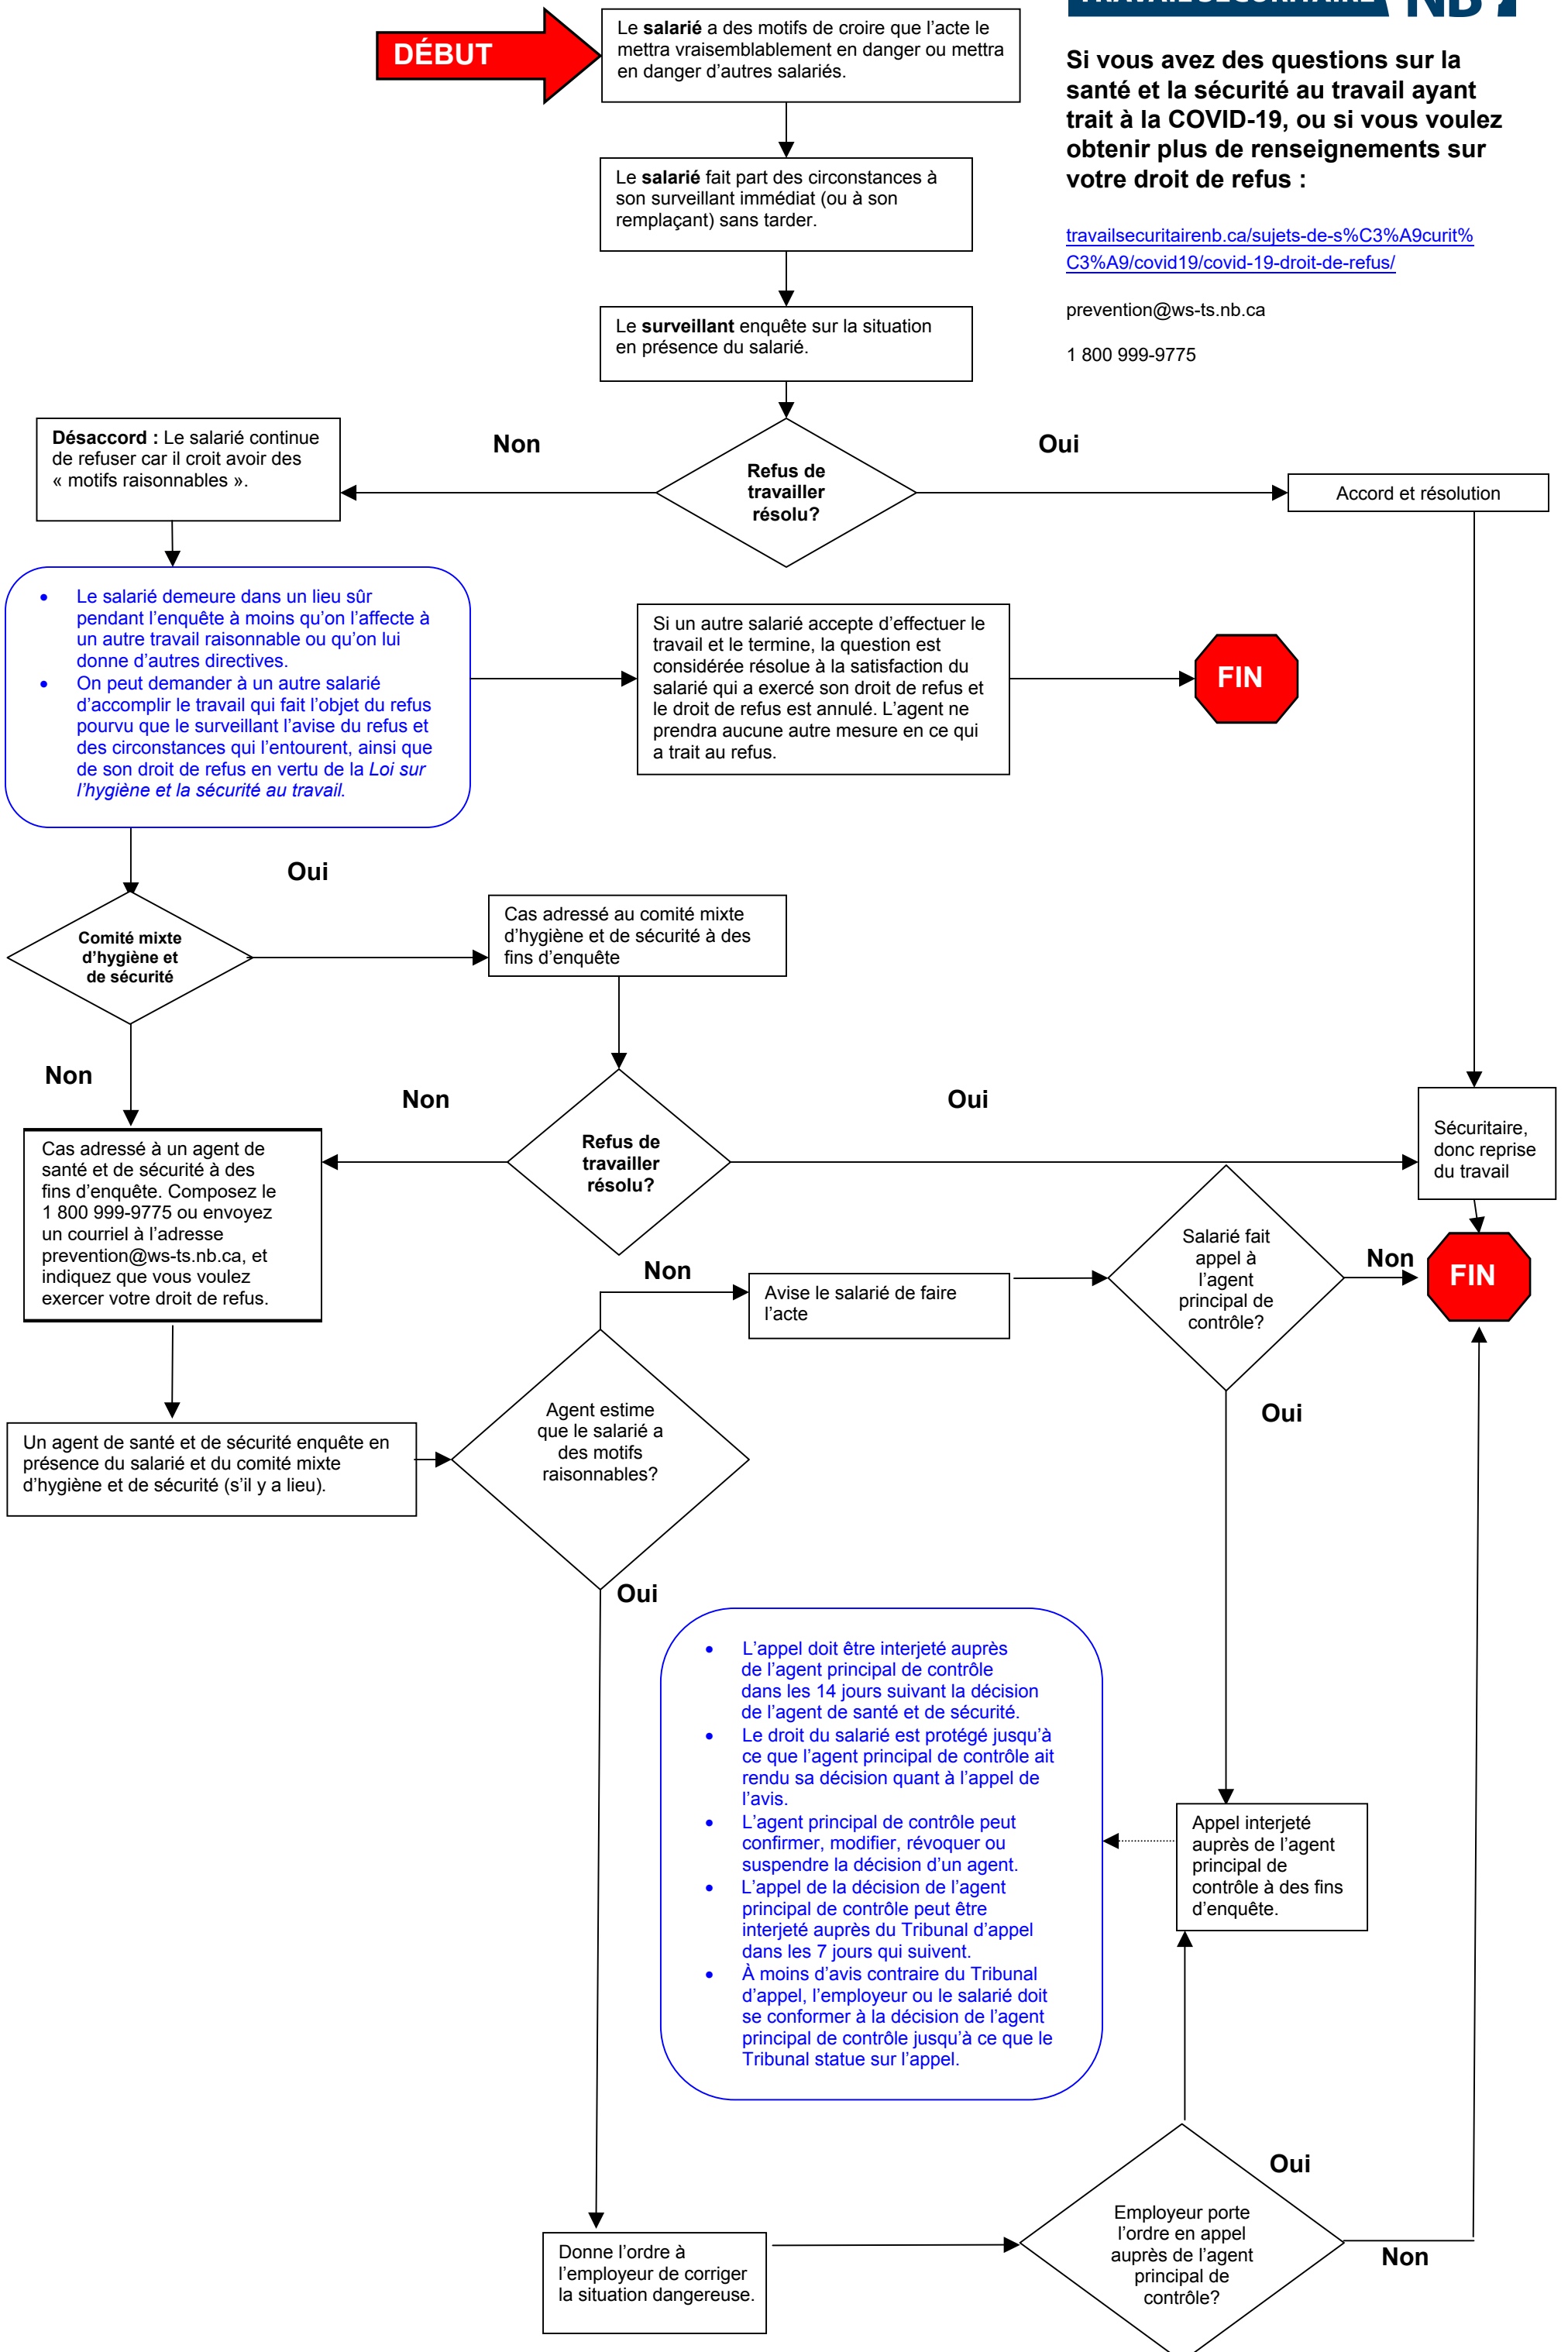 TRAVAIL SÉCURITAIRE NB
DÉBUT
Le salarié a des motifs de croire que l’acte le
mettra vraisemblablement en danger ou mettra
en danger d’autres salariés.
Si vous avez des questions sur la
santé et la sécurité au travail ayant
trait à la COVID-19, ou si vous voulez
obtenir plus de renseignements sur
votre droit de refus :
travailsecuritairenb.ca/sujets-de-s%C3%A9curit%
C3%A9/covid19/covid-19-droit-de-refus/
prevention@ws-ts.nb.ca
1 800 999-9775
Le salarié fait part des circonstances à
son surveillant immédiat (ou à son
remplaçant) sans tarder.
Le surveillant enquête sur la situation
en présence du salarié.
Désaccord : Le salarié continue
de refuser car il croit avoir des
« motifs raisonnables ».
Non
Refus de
travailler
résolu?
Oui
Accord et résolution
• Le salarié demeure dans un lieu sûr
pendant l’enquête à moins qu’on l’affecte à
un autre travail raisonnable ou qu’on lui
donne d’autres directives.
• On peut demander à un autre salarié
d’accomplir le travail qui fait l’objet du refus
pourvu que le surveillant l’avise du refus et
des circonstances qui l’entourent, ainsi que
de son droit de refus en vertu de la Loi sur
l’hygiène et la sécurité au travail.
Si un autre salarié accepte d’effectuer le
travail et le termine, la question est
considérée résolue à la satisfaction du
salarié qui a exercé son droit de refus et
le droit de refus est annulé. L’agent ne
prendra aucune autre mesure en ce qui
a trait au refus.
FIN
Oui
Comité mixte
d’hygiène et
de sécurité
Cas adressé au comité mixte
d’hygiène et de sécurité à des
fins d’enquête
Non
Non
Refus de
travailler
résolu?
Oui
Sécuritaire,
donc reprise
du travail
Cas adressé à un agent de
santé et de sécurité à des
fins d’enquête. Composez le
1 800 999-9775 ou envoyez
un courriel à l’adresse
prevention@ws-ts.nb.ca, et
indiquez que vous voulez
exercer votre droit de refus.
Non
Avise le salarié de faire
l’acte
Salarié fait
appel à
l’agent
principal de
contrôle?
Non
FIN
Oui
Un agent de santé et de sécurité enquête en
présence du salarié et du comité mixte
d’hygiène et de sécurité (s’il y a lieu).
Agent estime
que le salarié a
des motifs
raisonnables?
Oui
• L’appel doit être interjeté auprès
de l’agent principal de contrôle
dans les 14 jours suivant la décision
de l’agent de santé et de sécurité.
• Le droit du salarié est protégé jusqu’à
ce que l’agent principal de contrôle ait
rendu sa décision quant à l’appel de
l’avis.
• L’agent principal de contrôle peut
confirmer, modifier, révoquer ou
suspendre la décision d’un agent.
• L’appel de la décision de l’agent
principal de contrôle peut être
interjeté auprès du Tribunal d’appel
dans les 7 jours qui suivent.
• À moins d’avis contraire du Tribunal
d’appel, l’employeur ou le salarié doit
se conformer à la décision de l’agent
principal de contrôle jusqu’à ce que le
Tribunal statue sur l’appel.
Appel interjeté
auprès de l’agent
principal de
contrôle à des fins
d’enquête.
Oui
Donne l’ordre à
l’employeur de corriger
la situation dangereuse.
Employeur porte
l’ordre en appel
auprès de l’agent
principal de
contrôle?
Non